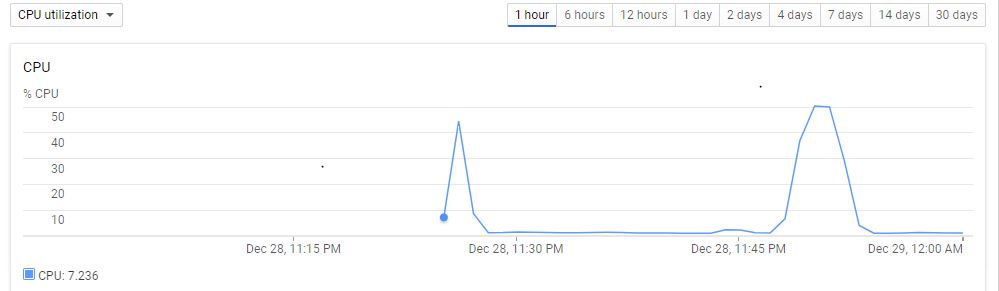 CPU utilization
1 hour 6 hours 12 hours 1 day 2 days 4 days 7 days 14 days 30 days
CPU
% CPU
50
40
30
20
10
Dec 28, 11:15 PM Dec 28, 11:30 PM Dec 28, 11:45 PM Dec 29, 12:00 AM
CPU: 7.236